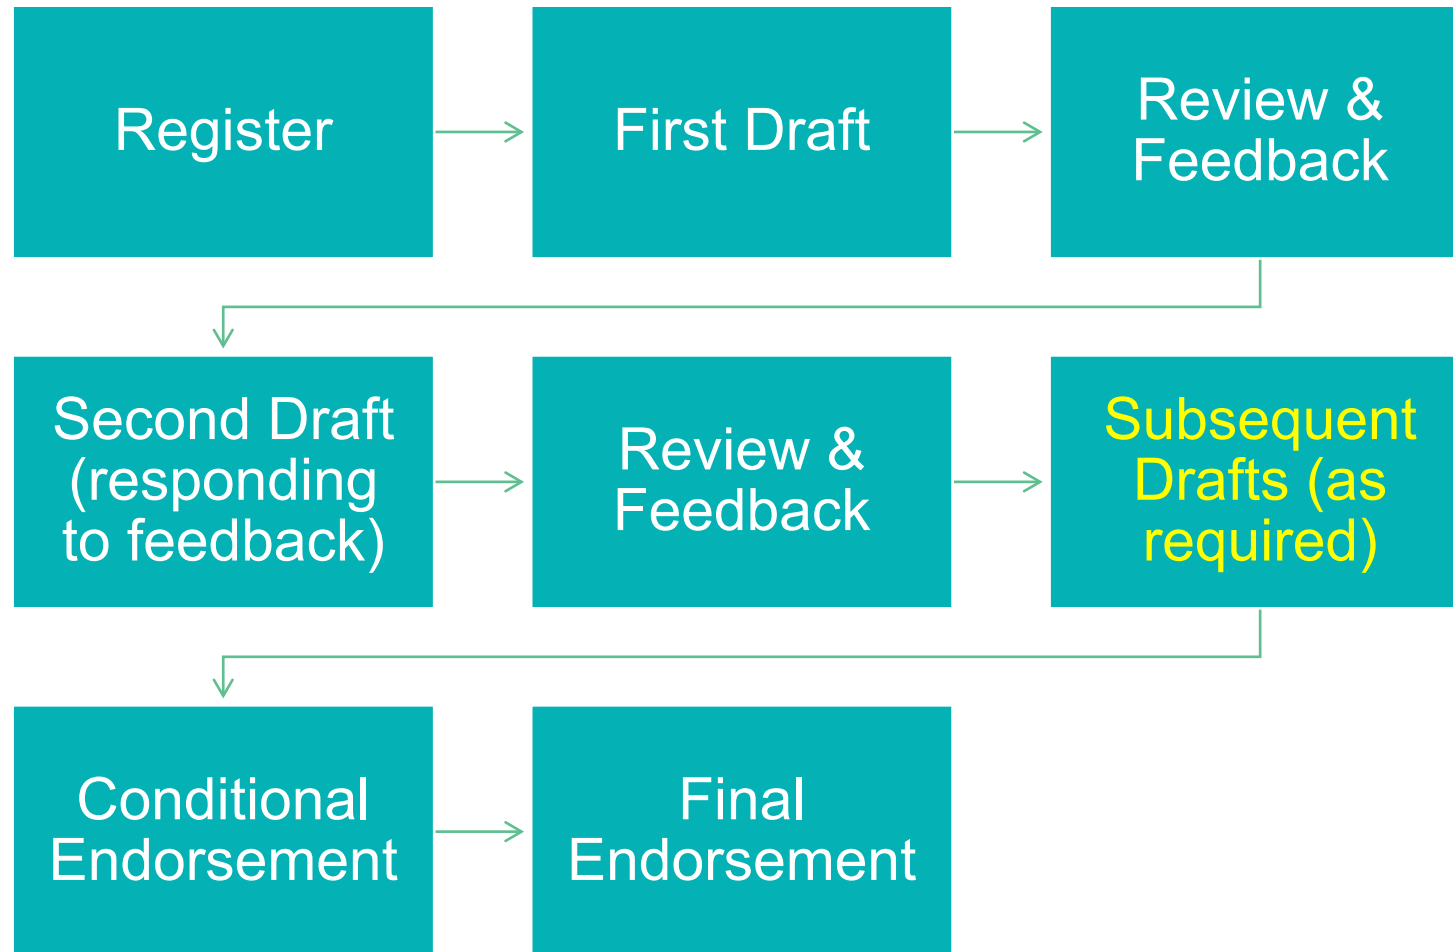 Register
First Draft
Review &
Feedback
Second Draft
(responding
to feedback)
Review &
Feedback
Subsequent
Drafts (as
required)
Conditional
Endorsement
Final
Endorsement